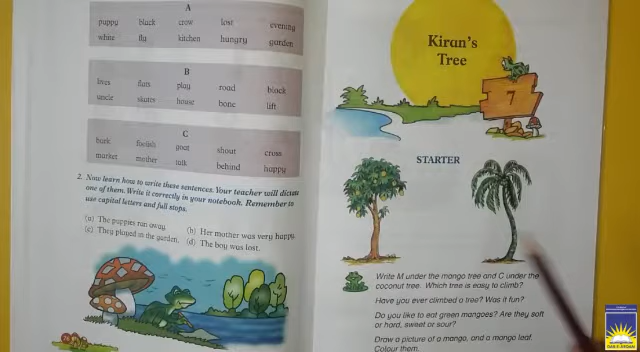 A
puppy black crow lost evening
white fly kitchen hungry garden
B
lives flats play road block
uncle skates house bone lift
C
bark foolish goat shout cross
market mother talk behind happy
2. Now learn how to write these sentences. Your teacher will dictate
one of them. Write it correctly in your notebook. Remember to
use capital letters and full stops.
(a) The puppies run away. (b) Her mother was very happy.
(c) They played in the garden. (d) The boy was lost.
Kiran's
Tree
7
STARTER
Write M under the mango tree and C under the
coconut tree. Which tree is easy to climb?
Have you ever climbed a tree? Was it fun?
Do you like to eat green mangoes? Are they soft
or hard, sweet or sour?
Draw a picture of a mango, and a mango leaf.
Colour them.